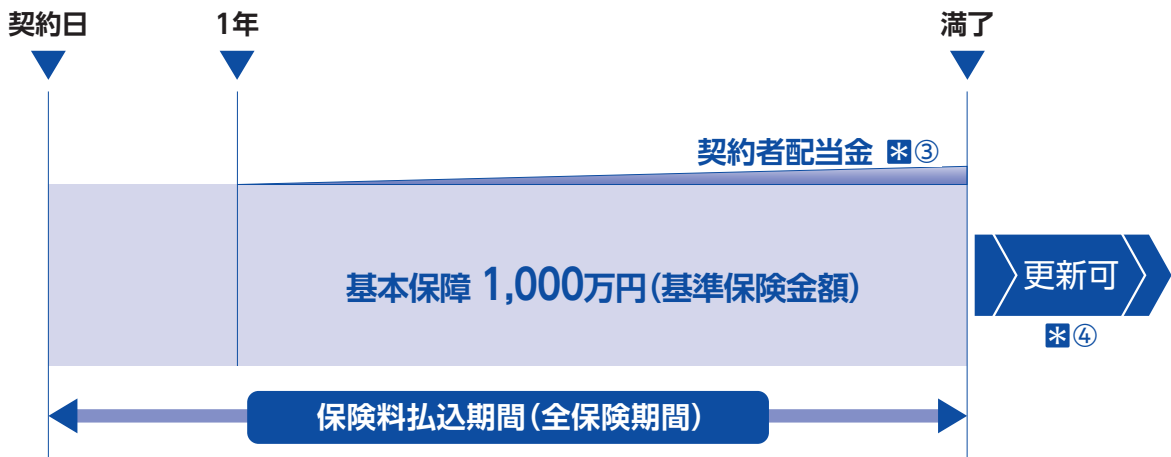 契約日
1年
満了
契約者配当金 *③
基本保障 1,000万円(基準保険金額)
更新可
*④
保険料払込期間(全保険期間)